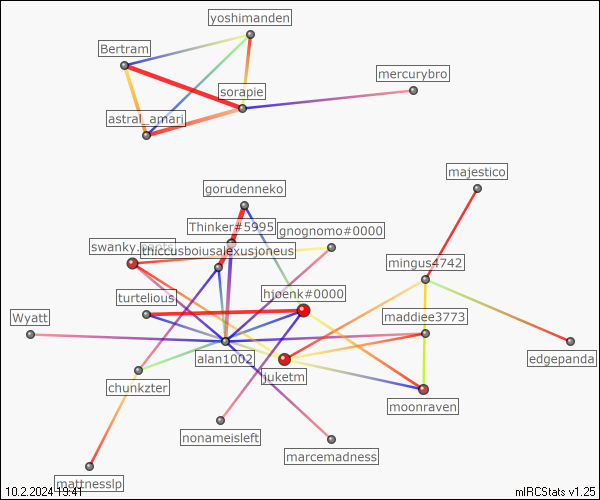 yoshimanden
Bertram
mercurybro
sorapie
astral_amari
majestico
gorudenneko
Thinker#5995
gnognomo#0000
swanky.
thiccusboiusalexusjoneus
mingus4742
hjoenk#0000
turtelious
Wyatt
maddiee3773
alan1002
edgepanda
juketm
chunkzter
moonraven
nonameisleft
marcemadness
mattnesslp
10.2.2024 19:41
mIRCStats v1.25